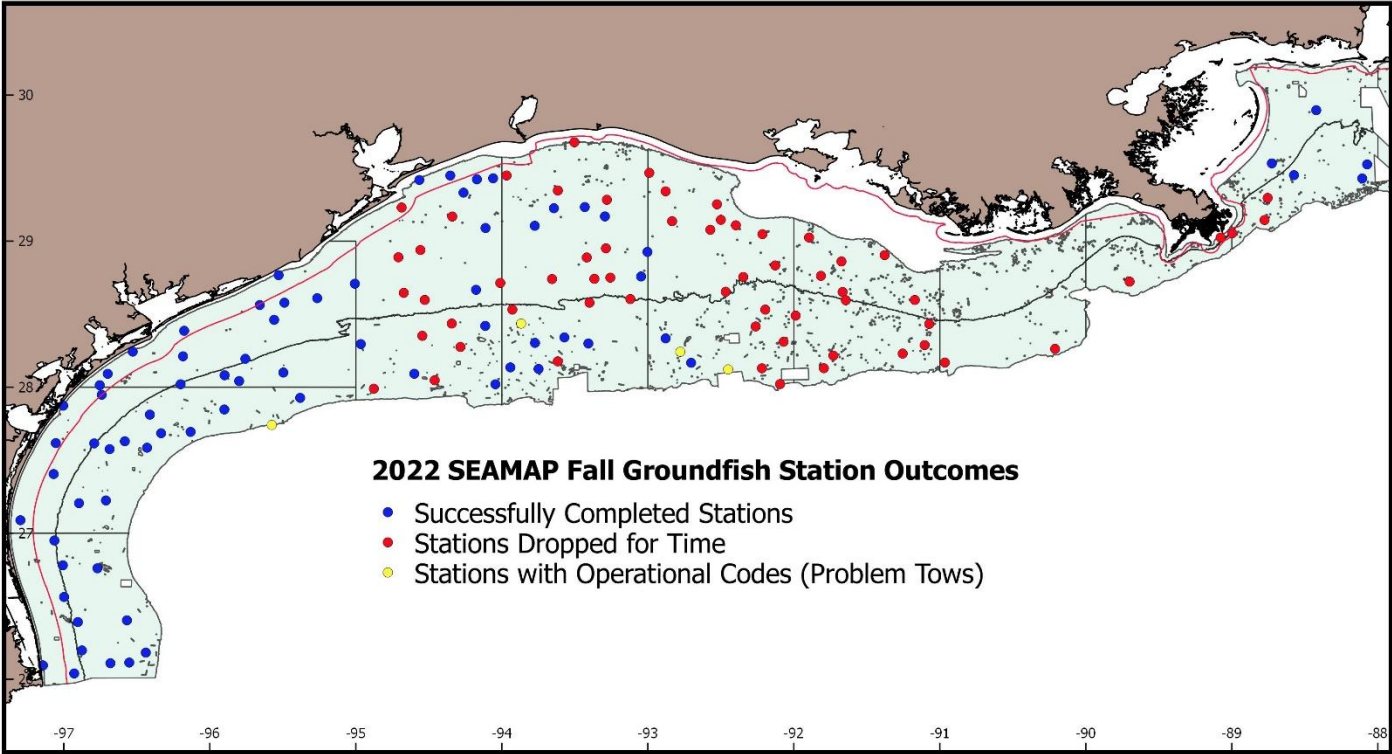 30
29
28
2022 SEAMAP Fall Groundfish Station Outcomes
Successfully Completed Stations
Stations Dropped for Time
Stations with Operational Codes (Problem Tows)
27
-97 -96 -95 -94 -93 -92 -91 -90 -89 -88